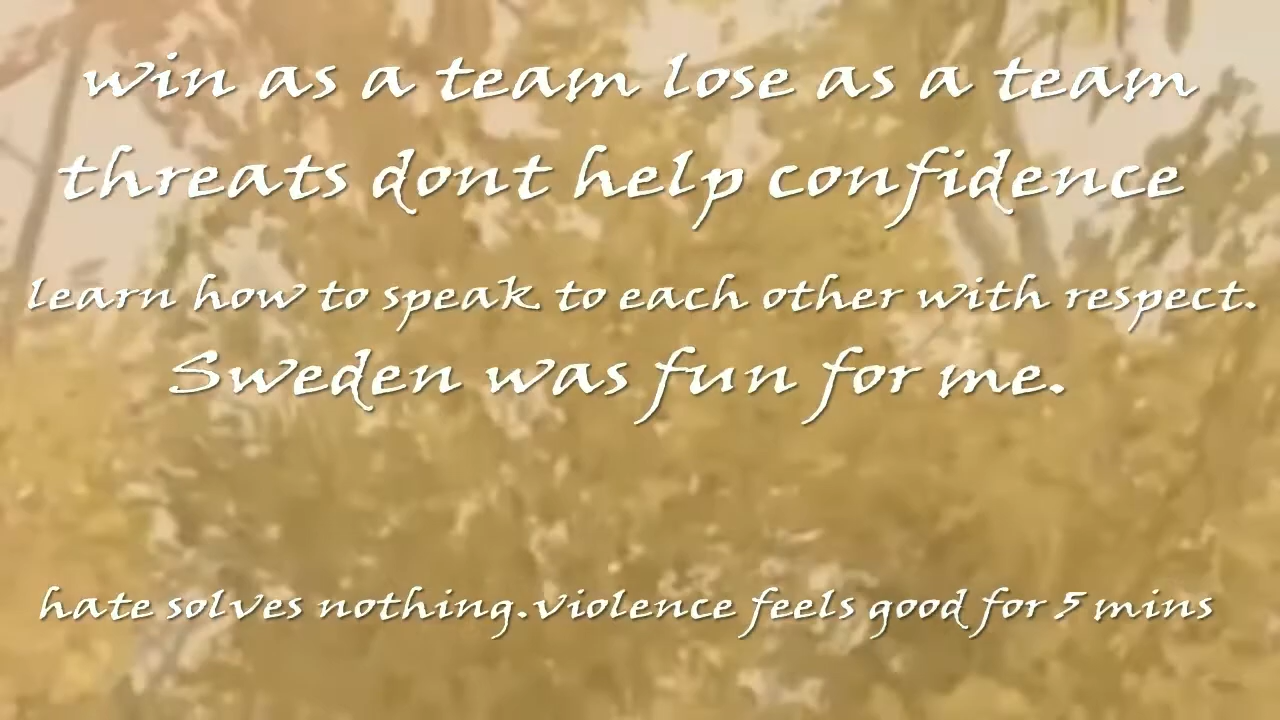 win as a team lose as a team
threats dont help confidence
learn how to speak to each other with respect.
Sweden was fun for me.
hate solves nothing.violence feels good for 5 mins